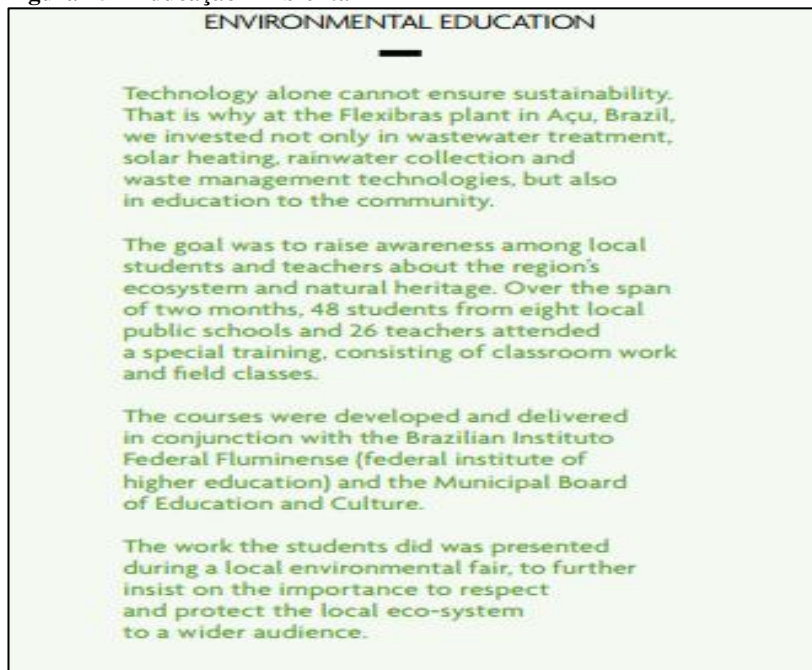 ENVIRONMENTAL EDUCATION
Technology alone cannot ensure sustainability.
That is why at the Flexibras plant in Açu, Brazil,
we invested not only in wastewater treatment,
solar heating, rainwater collection and
waste management technologies, but also
in education to the community.
The goal was to raise awareness among local
students and teachers about the region's
ecosystem and natural heritage. Over the span
of two months, 48 students from eight local
public schools and 26 teachers attended
a special training, consisting of classroom work
and field classes.
The courses were developed and delivered
in conjunction with the Brazilian Instituto
Federal Fluminense (federal institute of
higher education) and the Municipal Board
of Education and Culture.
The work the students did was presented
during a local environmental fair, to further
insist on the importance to respect
and protect the local eco-system
to a wider audience.